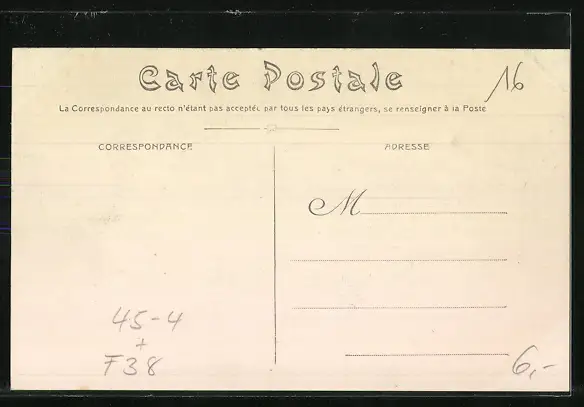 Carte Postale
16
La Correspondance au recto n'étant pas acceptée par tous les pays étrangers, se renseigner à la Poste
CORRESPONDANCE
ADRESSE
M
45-4
+
F38
6,-